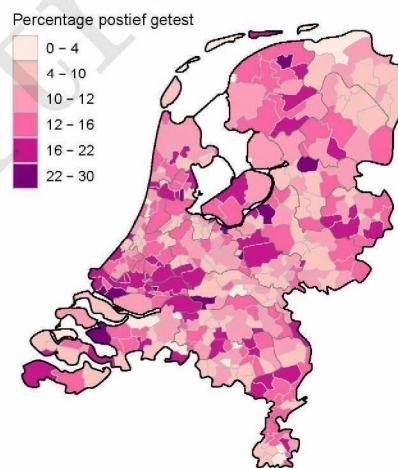 Percentage postief getest
0 – 4
4 – 10
10 – 12
12 – 16
16 – 22
22 – 30